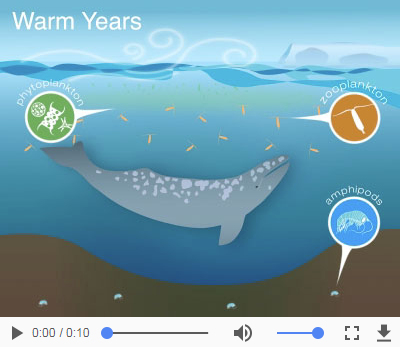 Warm Years
phytoplankton
zooplankton
amphipods
0:00 / 0:10